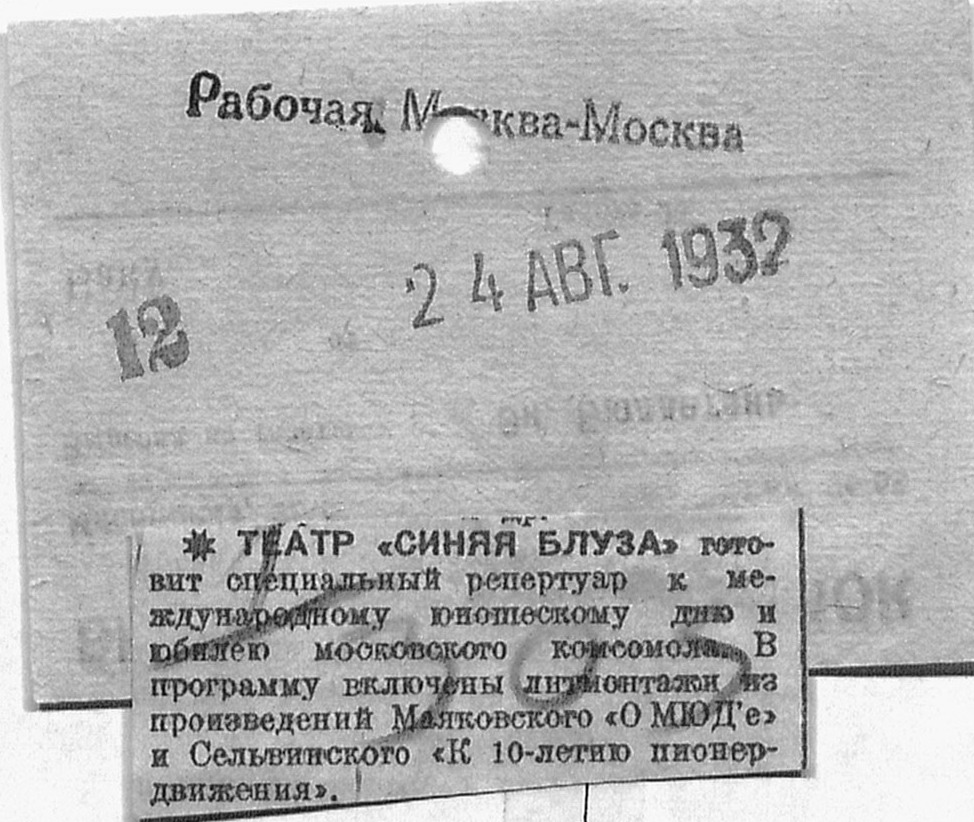 Рабочая Москва-Москва
24 АВГ. 1932
12
ТЕАТР «СИНЯЯ БЛУЗА» гото-
вит специальный репертуар к ме-
ждународному юношескому дню и
юбилею московского комсомола. В
программу включены литмонтажи из
произведений Маяковского «О МЮД'е»
и Сельвинского «К 10-летию пионер-
движения».